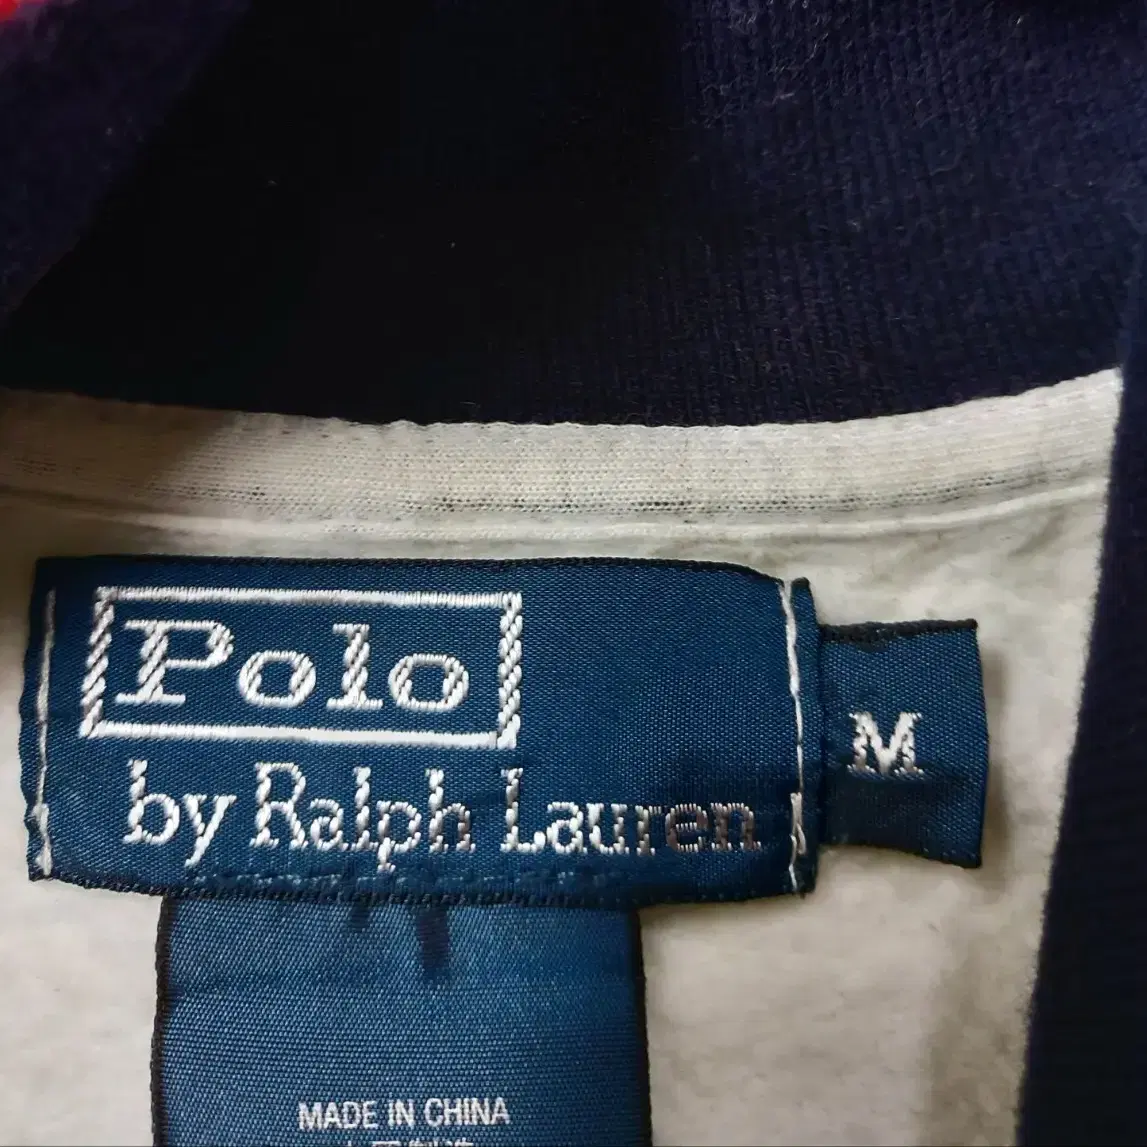 Polo
by Ralph Lauren
M
MADE IN CHINA